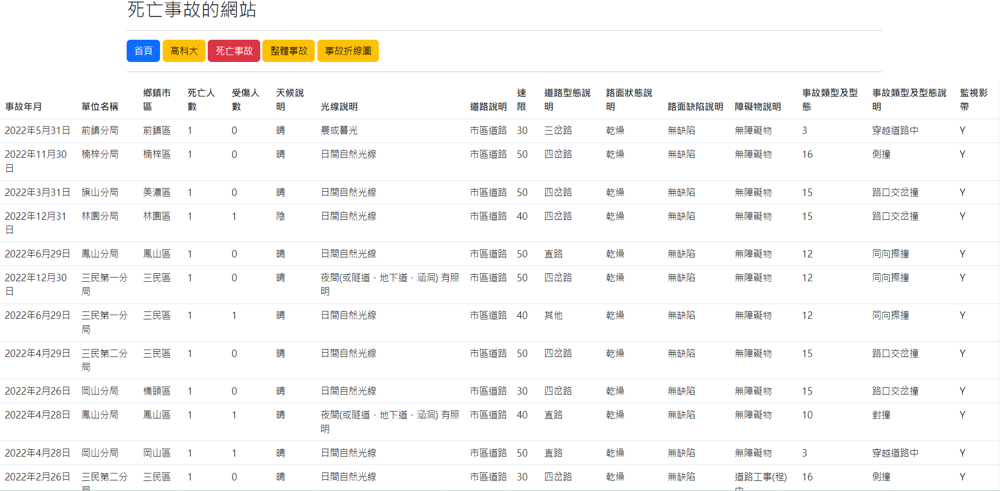 死亡事故的網站
首頁 高科大 死亡事故 整體事故 事故折線圖
事故年月 單位名稱 鄉鎮市區 死亡人數 受傷人數 天候說明 光線說明 道路說明 速限 道路型態說明 路面狀態說明 路面缺陷說明 障礙物說明 事故類型及型態 事故類型及型態說明 監視影帶
2022年5月31日 前鎮分局 前鎮區 1 0 晴 晨或暮光 市區道路 30 三岔路 乾燥 無缺陷 無障礙物 3 穿越道路中 Y
2022年11月30日 楠梓分局 楠梓區 1 0 晴 日間自然光線 市區道路 50 四岔路 乾燥 無缺陷 無障礙物 16 側撞 Y
2022年3月31日 旗山分局 美濃區 1 0 晴 日間自然光線 市區道路 50 四岔路 乾燥 無缺陷 無障礙物 15 路口交岔撞 Y
2022年12月31日 林園分局 林園區 1 1 陰 日間自然光線 市區道路 40 四岔路 乾燥 無缺陷 無障礙物 15 路口交岔撞 Y
2022年6月29日 鳳山分局 鳳山區 1 0 晴 日間自然光線 市區道路 50 直路 乾燥 無缺陷 無障礙物 12 同向擦撞 Y
2022年12月30日 三民第一分局 三民區 1 0 晴 夜間(或隧道、地下道、涵洞) 有照明 市區道路 50 四岔路 乾燥 無缺陷 無障礙物 12 同向擦撞 Y
2022年6月29日 三民第一分局 三民區 1 1 晴 日間自然光線 市區道路 40 其他 乾燥 無缺陷 無障礙物 12 同向擦撞 Y
2022年4月29日 三民第二分局 三民區 1 0 晴 日間自然光線 市區道路 50 四岔路 乾燥 無缺陷 無障礙物 15 路口交岔撞 Y
2022年2月26日 岡山分局 橋頭區 1 0 晴 日間自然光線 市區道路 30 四岔路 乾燥 無缺陷 無障礙物 15 路口交岔撞 Y
2022年4月28日 鳳山分局 鳳山區 1 1 晴 夜間(或隧道、地下道、涵洞) 有照明 市區道路 40 直路 乾燥 無缺陷 無障礙物 10 對撞 Y
2022年4月28日 岡山分局 岡山區 1 1 晴 日間自然光線 市區道路 50 直路 乾燥 無缺陷 無障礙物 3 穿越道路中 Y
2022年2月26日 三民第二分局 三民區 1 0 晴 日間自然光線 市區道路 30 四岔路 乾燥 無缺陷 道路工事(程)中 16 側撞 Y